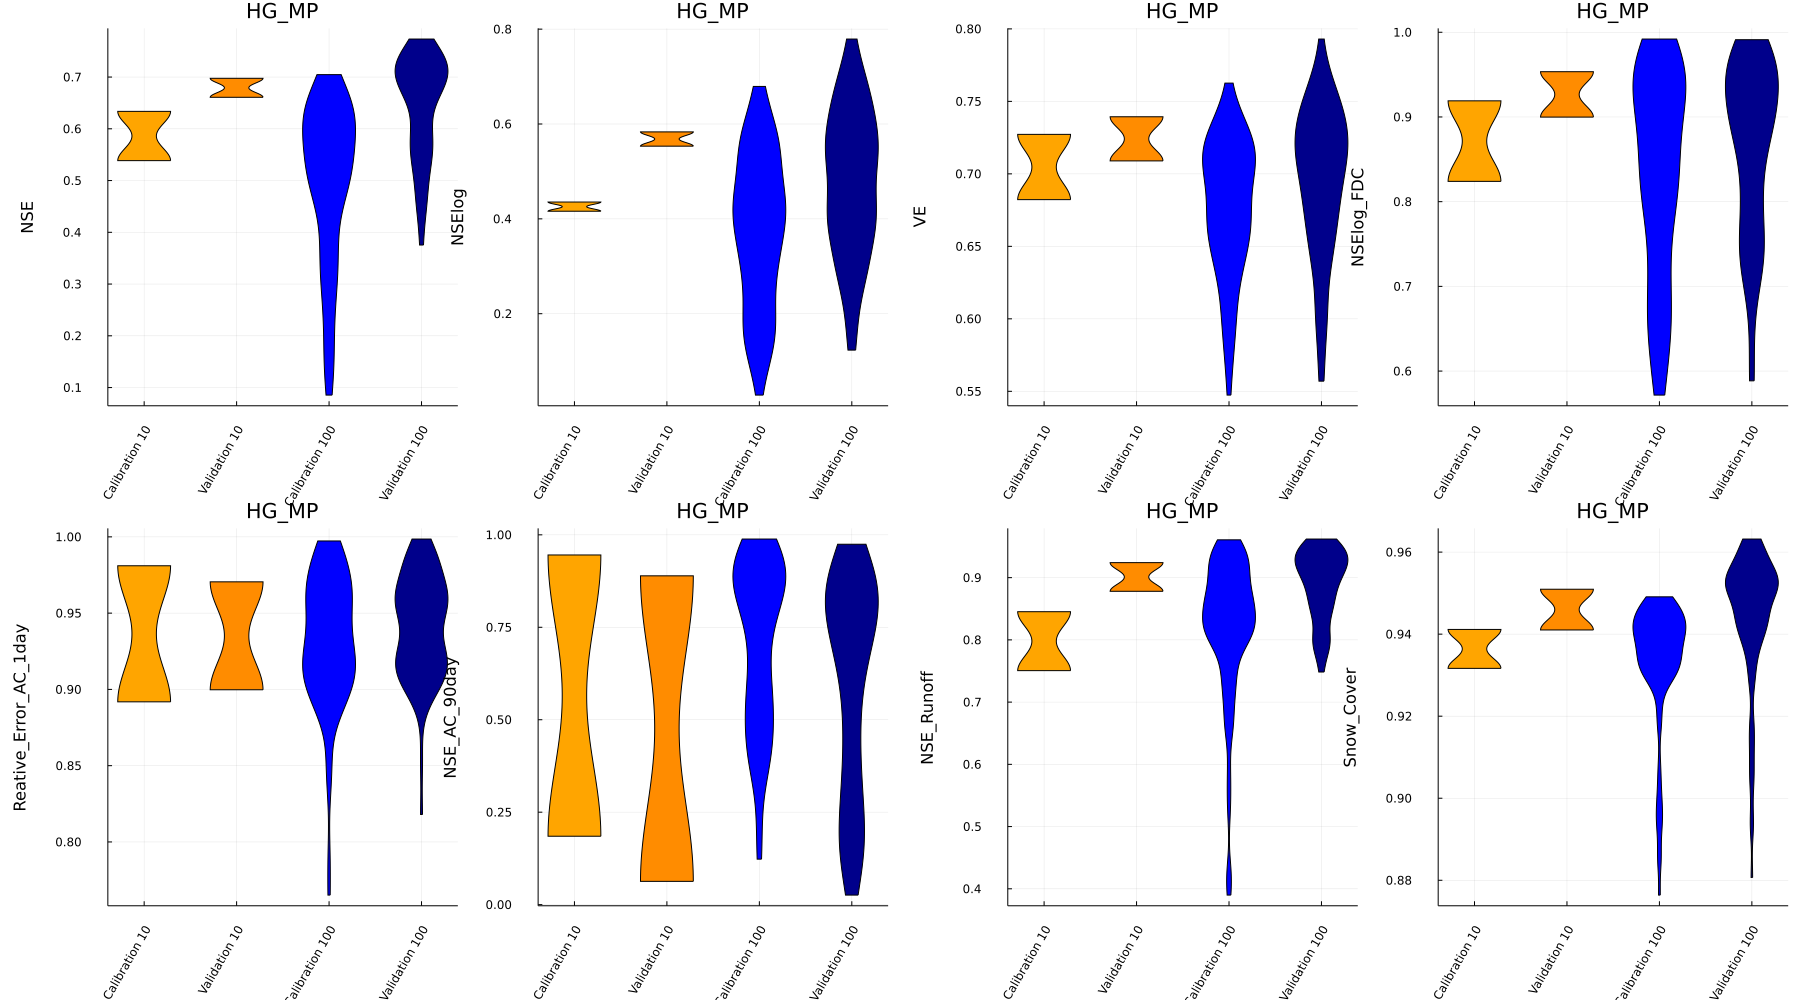 HG_MP
HG_MP
HG_MP
HG_MP
NSE
0.7
0.6
0.5
0.4
0.3
0.2
0.1
Calibration 10
Validation 10
Calibration 100
Validation 100
NSElog
0.8
0.6
0.4
0.2
Calibration 10
Validation 10
Calibration 100
Validation 100
VE
0.80
0.75
0.70
0.65
0.60
0.55
Calibration 10
Validation 10
Calibration 100
Validation 100
NSElog_FDC
1.0
0.9
0.8
0.7
0.6
Calibration 10
Validation 10
Calibration 100
Validation 100
HG_MP
HG_MP
HG_MP
HG_MP
Reative_Error_AC_1day
1.00
0.95
0.90
0.85
0.80
Calibration 10
Validation 10
Calibration 100
Validation 100
NSE_AC_90day
1.00
0.75
0.50
0.25
0.00
Calibration 10
Validation 10
Calibration 100
Validation 100
NSE_Runoff
0.9
0.8
0.7
0.6
0.5
0.4
Calibration 10
Validation 10
Calibration 100
Validation 100
Snow_Cover
0.96
0.94
0.92
0.90
0.88
Calibration 10
Validation 10
Calibration 100
Validation 100